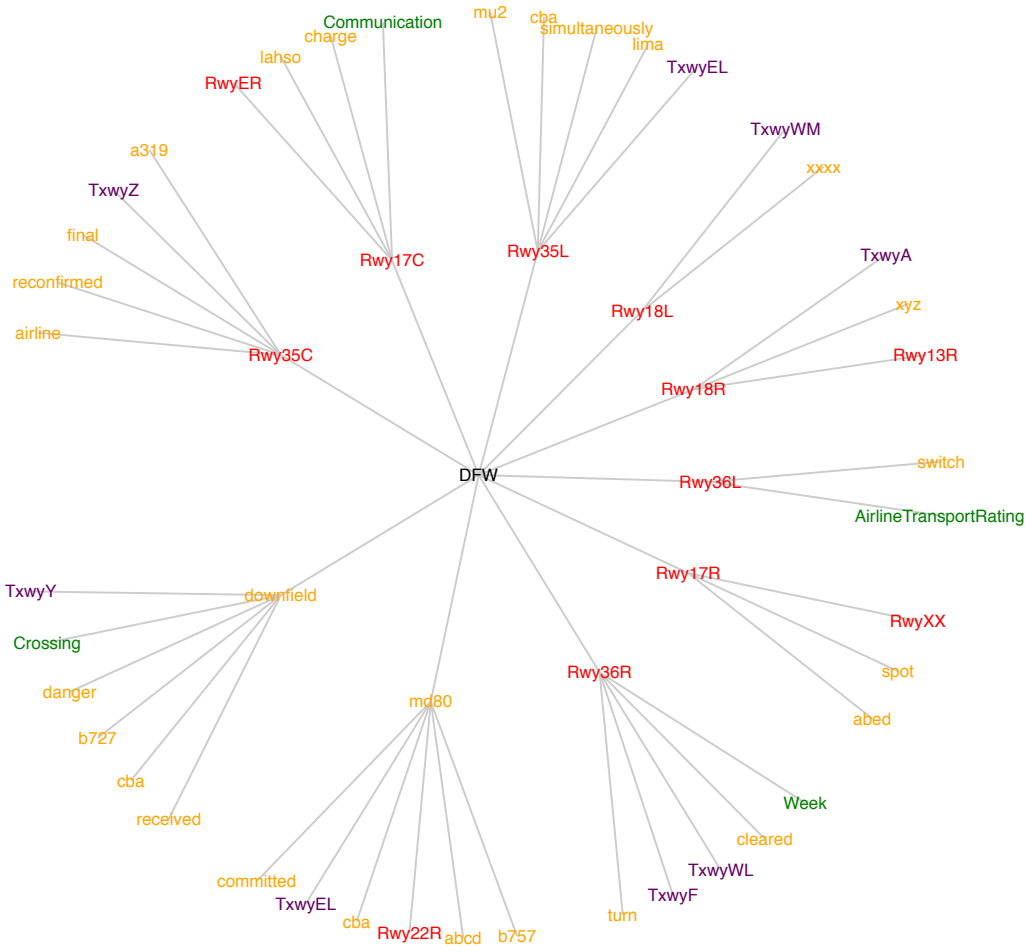 mu2
cba
Communication
simultaneously
charge
lima
lahso
TxwyEL
RwyER
TxwyWM
a319
xxxx
TxwyZ
final
Rwy35L
TxwyA
Rwy17C
reconfirmed
xyz
Rwy18L
airline
Rwy35C
Rwy13R
Rwy18R
switch
DFW
Rwy36L
AirlineTransportRating
Rwy17R
TxwyY
downfield
RwyXX
Crossing
Rwy36R
spot
danger
md80
abed
b727
cba
Week
received
cleared
TxwyWL
committed
TxwyF
TxwyEL
turn
cba
Rwy22R
abcd
b757